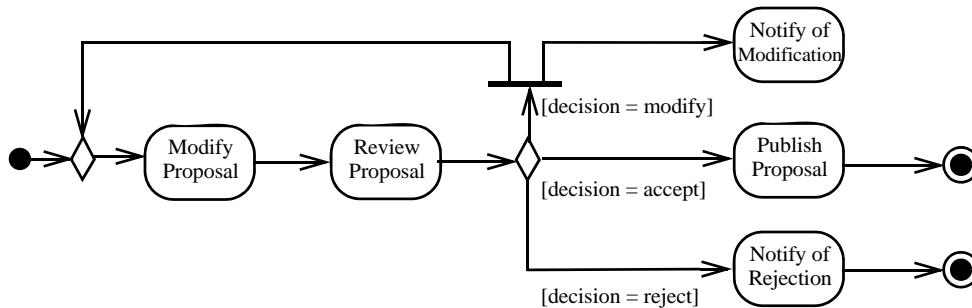 Notify of
Modification
[decision = modify]
Modify
Proposal
Review
Proposal
Publish
Proposal
[decision = accept]
Notify of
Rejection
[decision = reject]